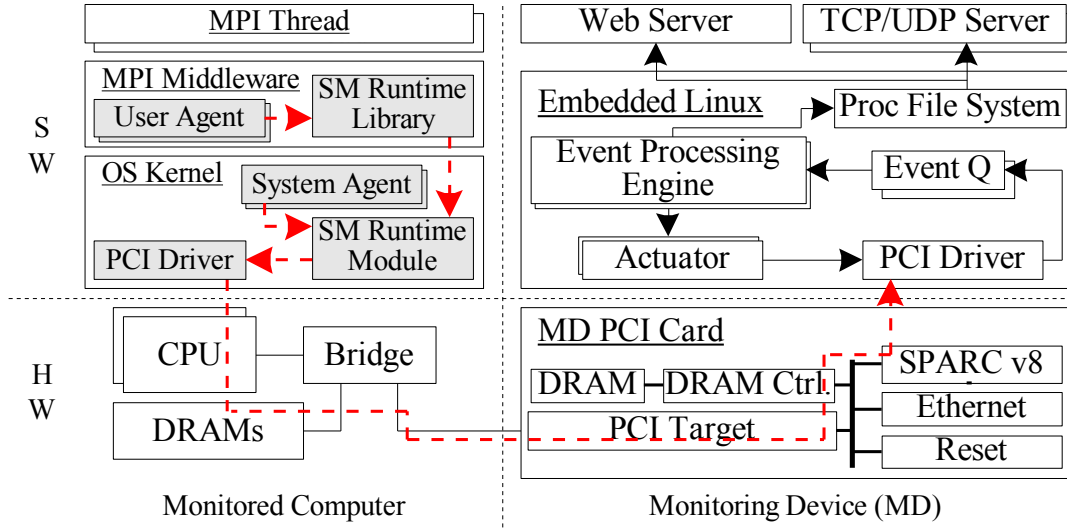 MPI Thread
MPI Middleware
User Agent
SM Runtime
Library
OS Kernel
System Agent
SM Runtime
Module
PCI Driver
S
W
Web Server
TCP/UDP Server
Embedded Linux
Proc File System
Event Processing
Engine
Event Q
Actuator
PCI Driver
H
W
CPU
Bridge
DRAMs
MD PCI Card
DRAM
DRAM Ctrl.
PCI Target
SPARC v8
Ethernet
Reset
Monitored Computer
Monitoring Device (MD)